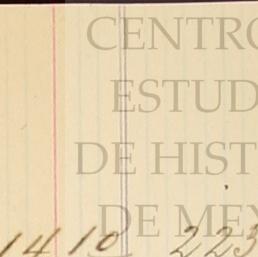 CENTRO
ESTUD
DE HIST
DE MEX
14 10 223